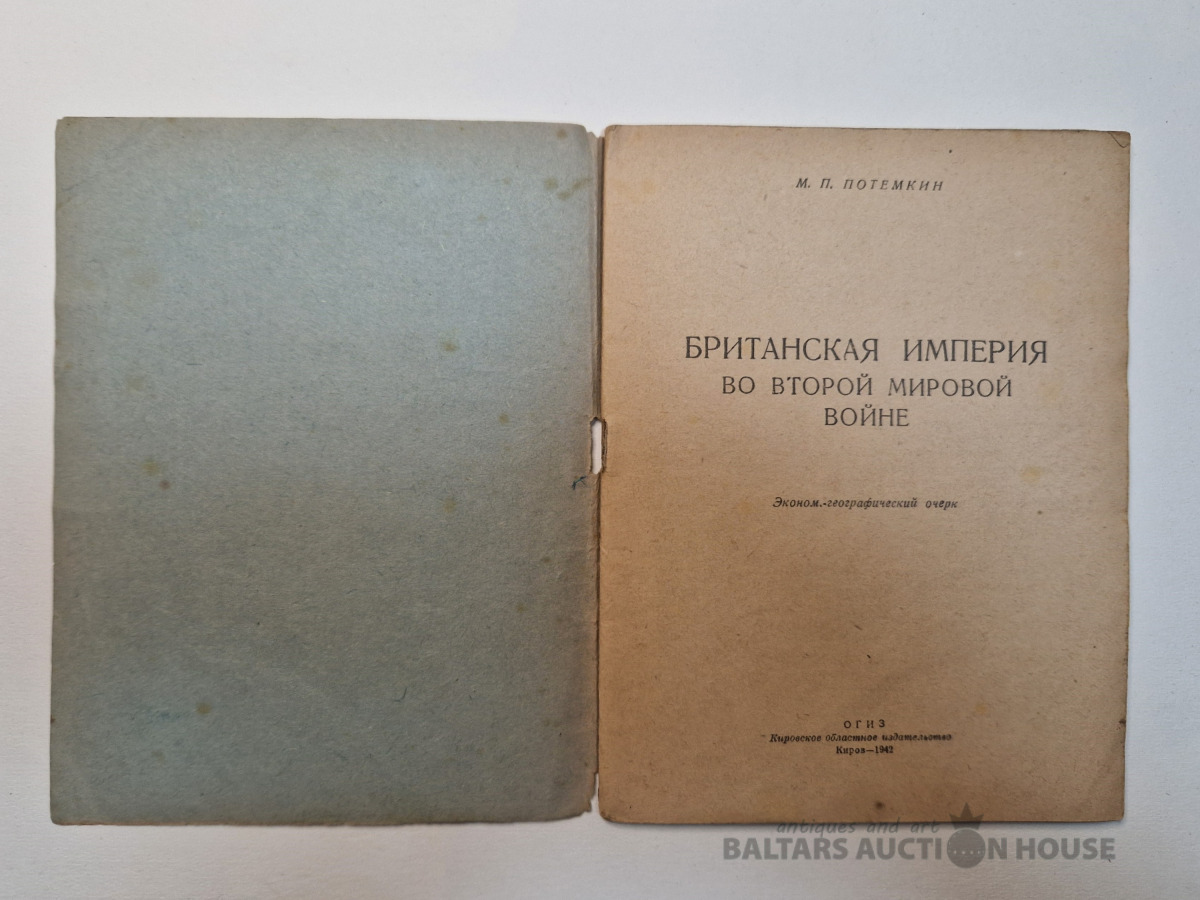 М. П. ПОТЕМКИН
БРИТАНСКАЯ ИМПЕРИЯ
ВО ВТОРОЙ МИРОВОЙ
ВОЙНЕ
Эконом.-географический очерк
ОГИЗ
Кировское областное издательство
Киров—1942
antiques and art
BALTARS AUCTION HOUSE